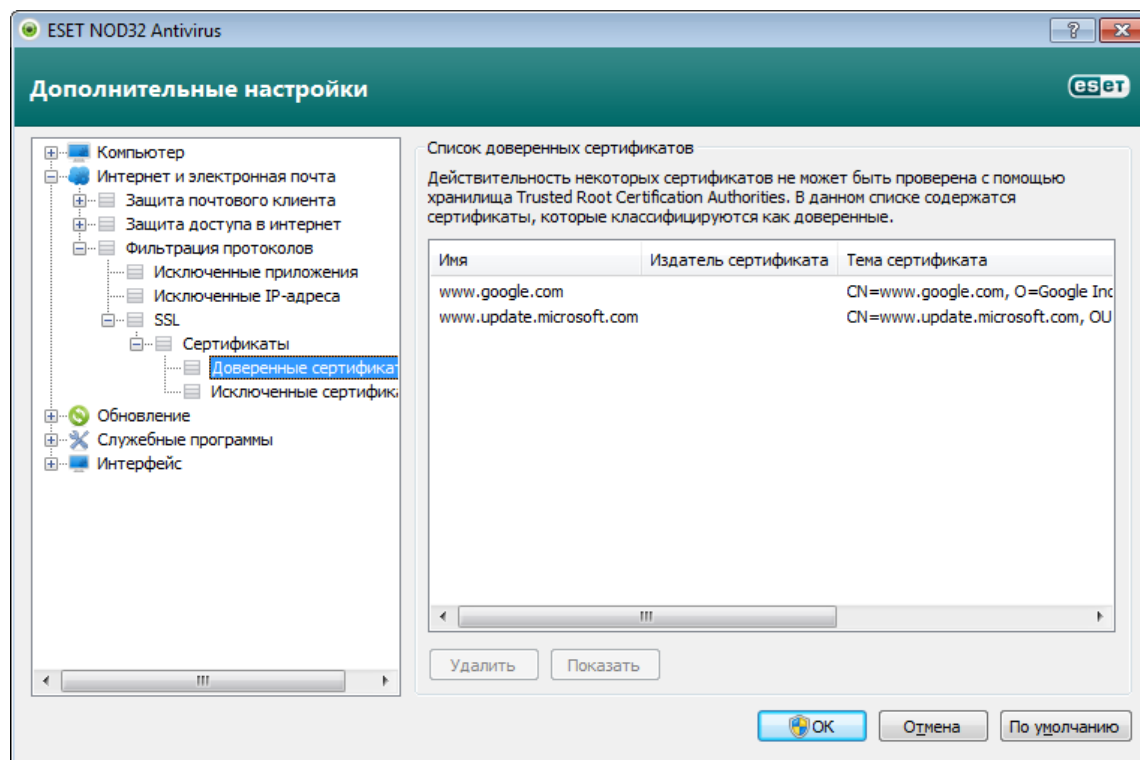 ESET NOD32 Antivirus
Дополнительные настройки
eset
Компьютер
Интернет и электронная почта
Защита почтового клиента
Защита доступа в интернет
Фильтрация протоколов
Исключенные приложения
Исключенные IP-адреса
SSL
Сертификаты
Доверенные сертификат
Исключенные сертифик
Обновление
Служебные программы
Интерфейс
Список доверенных сертификатов
Действительность некоторых сертификатов не может быть проверена с помощью
хранилища Trusted Root Certification Authorities. В данном списке содержатся
сертификаты, которые классифицируются как доверенные.
Имя Издатель сертификата Тема сертификата
www.google.com CN=www.google.com, O=Google Inc
www.update.microsoft.com CN=www.update.microsoft.com, OU
Удалить Показать
OK Отмена По умолчанию